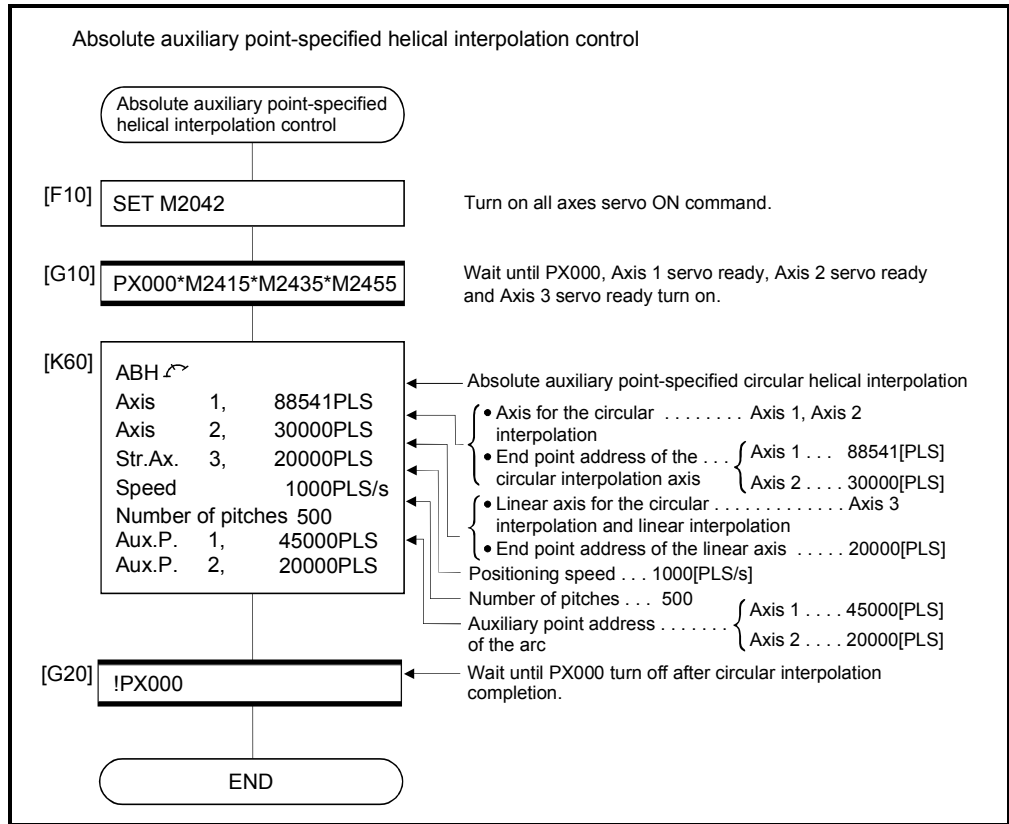 Absolute auxiliary point-specified helical interpolation control
Absolute auxiliary point-specified
helical interpolation control
[F10]
SET M2042
Turn on all axes servo ON command.
[G10]
PX000*M2415*M2435*M2455
Wait until PX000, Axis 1 servo ready, Axis 2 servo ready
and Axis 3 servo ready turn on.
[K60]
ABH
Axis 1, 88541PLS
Axis 2, 30000PLS
Str.Ax. 3, 20000PLS
Speed 1000PLS/s
Number of pitches 500
Aux.P. 1, 45000PLS
Aux.P. 2, 20000PLS
Absolute auxiliary point-specified circular helical interpolation
• Axis for the circular . . . . . . . . Axis 1, Axis 2
interpolation
• End point address of the . . . Axis 1 . . . 88541[PLS]
circular interpolation axis Axis 2 . . . . 30000[PLS]
• Linear axis for the circular . . . . . . . . . . . . . Axis 3
interpolation and linear interpolation
• End point address of the linear axis . . . . . 20000[PLS]
Positioning speed . . . 1000[PLS/s]
Number of pitches . . . 500
Auxiliary point address . . . . . . . Axis 1 . . . . 45000[PLS]
of the arc Axis 2 . . . . 20000[PLS]
[G20]
!PX000
Wait until PX000 turn off after circular interpolation
completion.
END